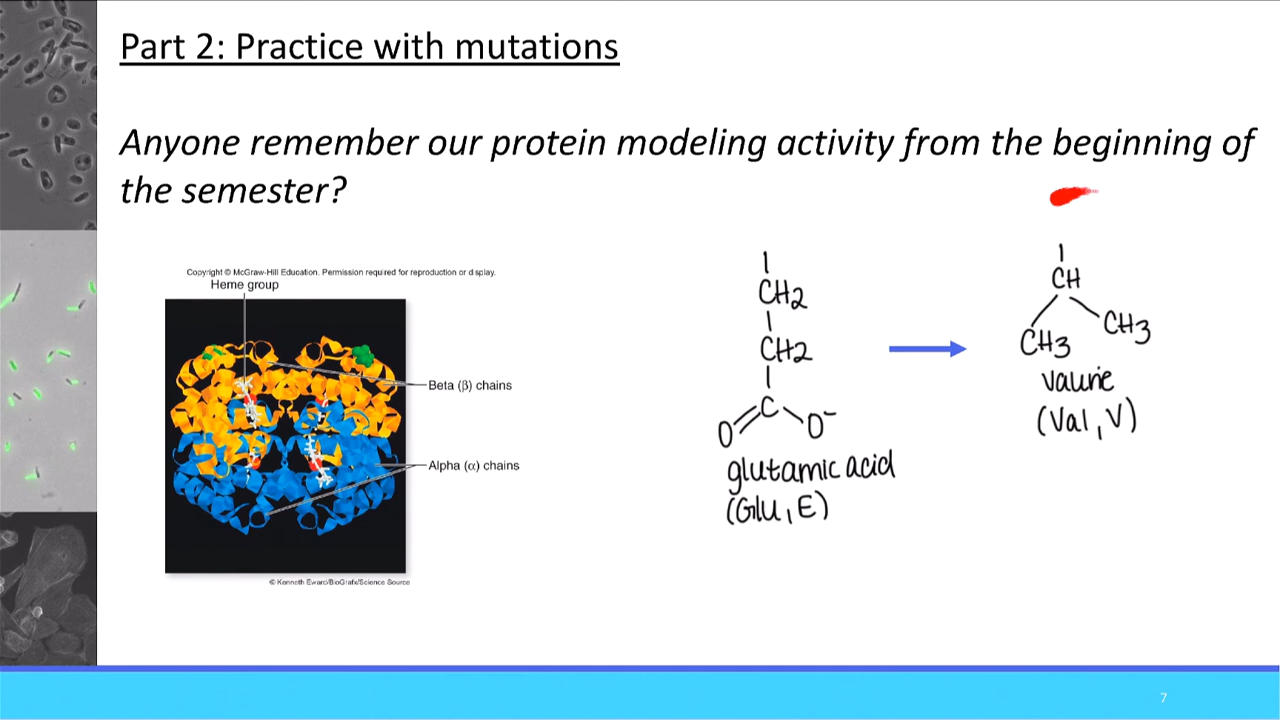 Part 2: Practice with mutations
Anyone remember our protein modeling activity from the beginning of
the semester?
Copyright © McGraw-Hill Education. Permission required for reproduction or display.
Heme group
Beta (β) chains
Alpha (α) chains
© Kenneth Eward/BioGrafx/Science Source
CH2
CH2
C
O
O⁻
glutamic acid
(Glu, E)
CH
CH3
CH3
valine
(Val, V)
7